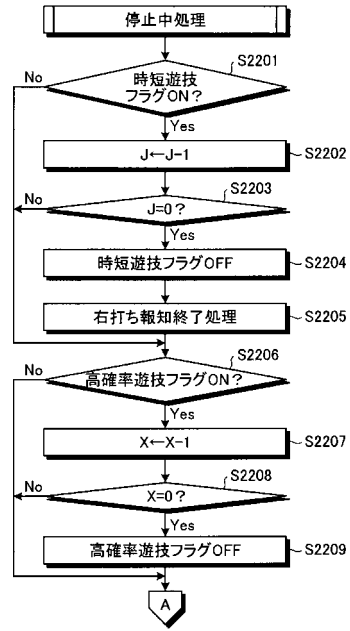 停止中処理
S2201
時短遊技
フラグON?
No
Yes
J←J-1
S2202
S2203
J=0?
No
Yes
時短遊技フラグOFF
S2204
右打ち報知終了処理
S2205
S2206
高確率遊技フラグON?
No
Yes
X←X-1
S2207
S2208
X=0?
No
Yes
高確率遊技フラグOFF
S2209
A